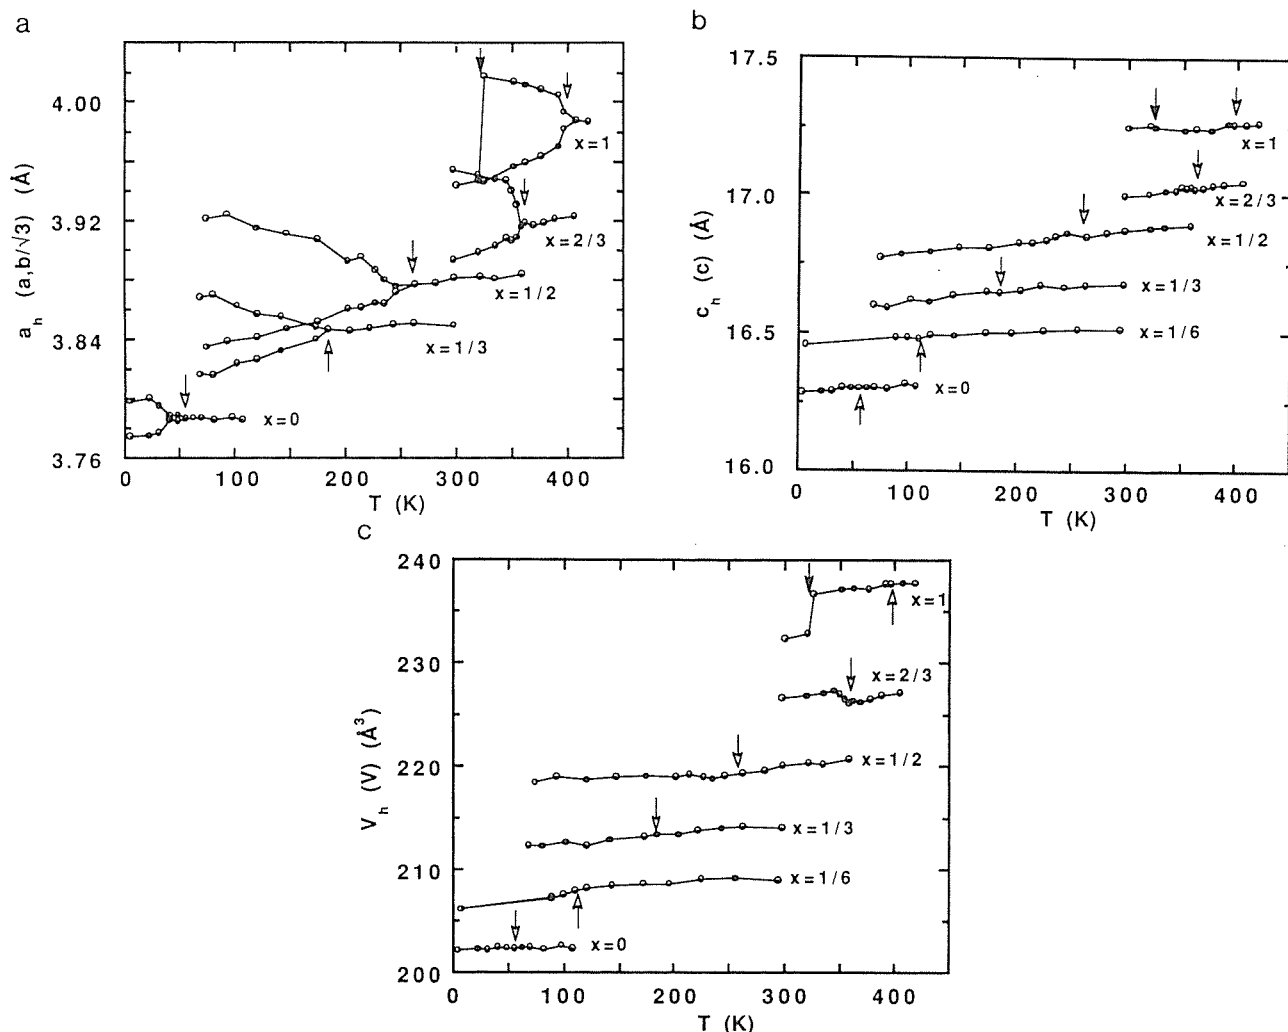 a
4.00
3.92
3.84
3.76
a_h (a,b/√3) (Å)
x=1
x=2/3
x=1/2
x=1/3
x=0
0 100 200 300 400
T (K)
b
17.5
17.0
16.5
16.0
c_h (c) (Å)
x=1
x=2/3
x=1/2
x=1/3
x=1/6
x=0
0 100 200 300 400
T (K)
c
240
230
220
210
200
V_h (V) (Å³)
x=1
x=2/3
x=1/2
x=1/3
x=1/6
x=0
0 100 200 300 400
T (K)